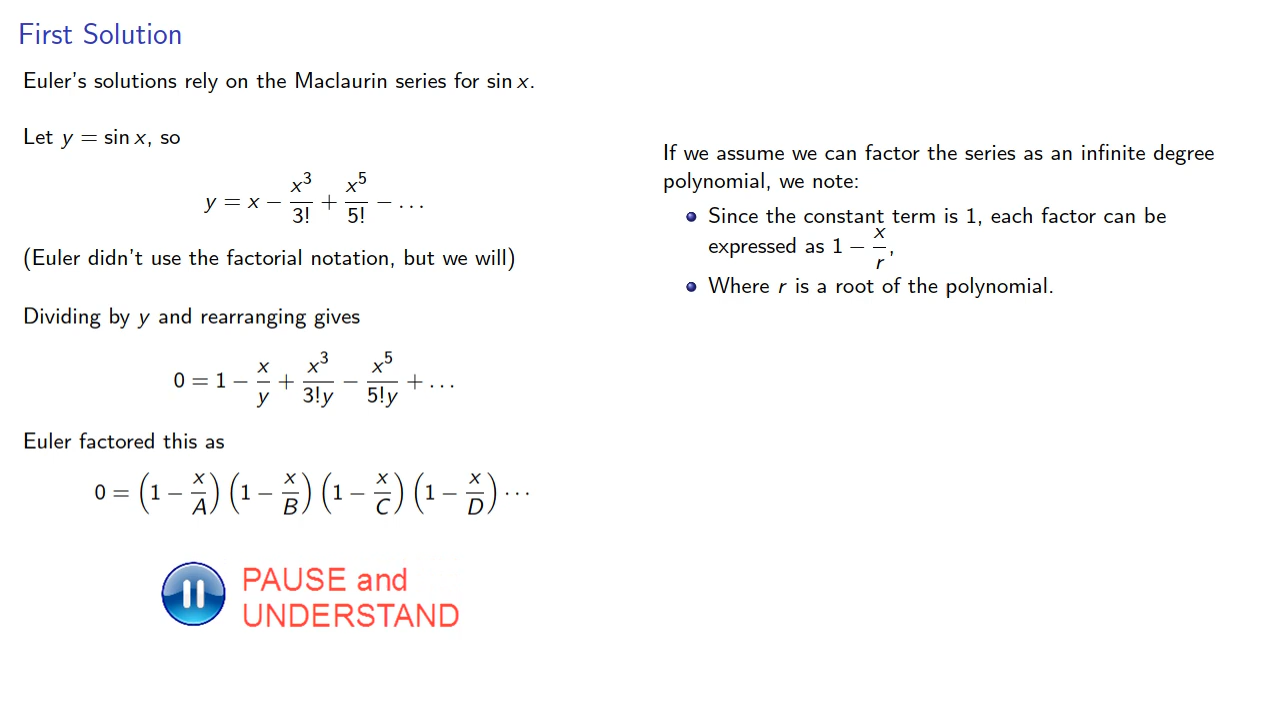 First Solution
Euler's solutions rely on the Maclaurin series for sin x.
Let y = sin x, so
y = x − x³/3! + x⁵/5! − …
(Euler didn't use the factorial notation, but we will)
Dividing by y and rearranging gives
0 = 1 − x/y + x³/3!y − x⁵/5!y + …
Euler factored this as
0 = (1 − x/A) (1 − x/B) (1 − x/C) (1 − x/D) ⋯
PAUSE and
UNDERSTAND
If we assume we can factor the series as an infinite degree
polynomial, we note:
• Since the constant term is 1, each factor can be
expressed as 1 − x/r,
• Where r is a root of the polynomial.